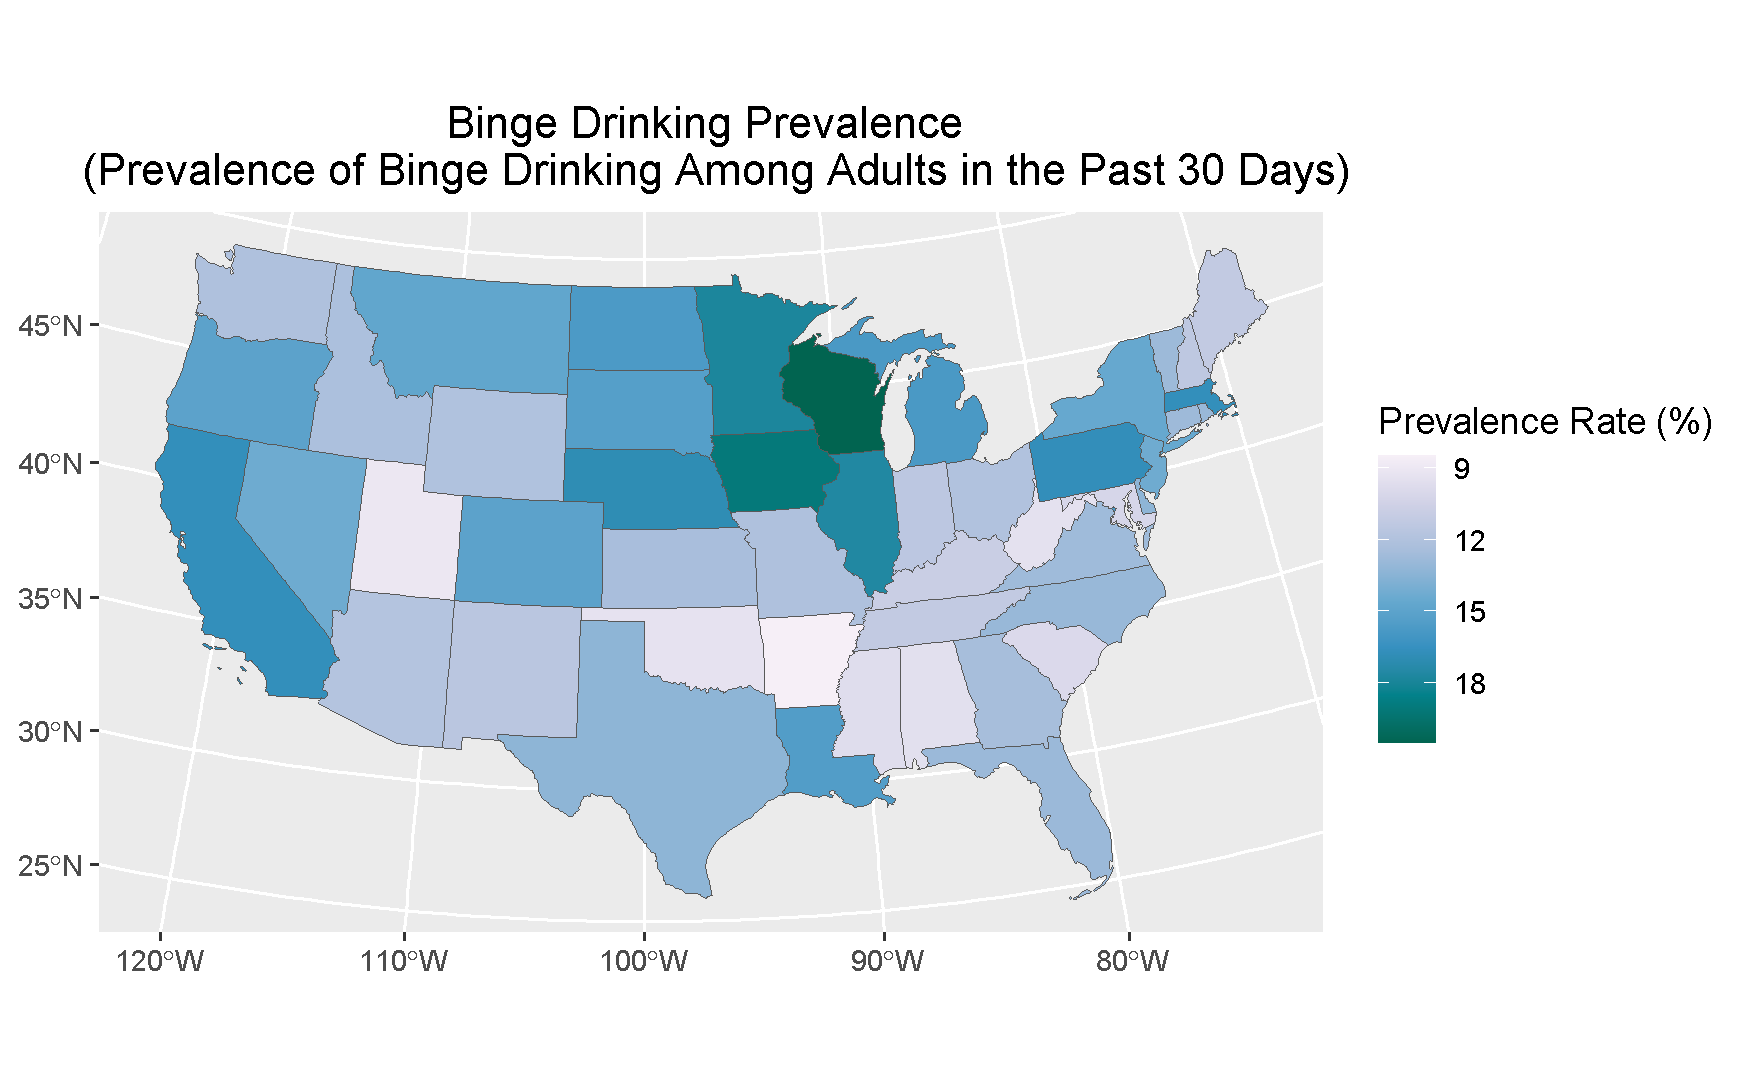 Binge Drinking Prevalence
(Prevalence of Binge Drinking Among Adults in the Past 30 Days)
45°N
40°N
35°N
30°N
25°N
120°W
110°W
100°W
90°W
80°W
Prevalence Rate (%)
9
12
15
18